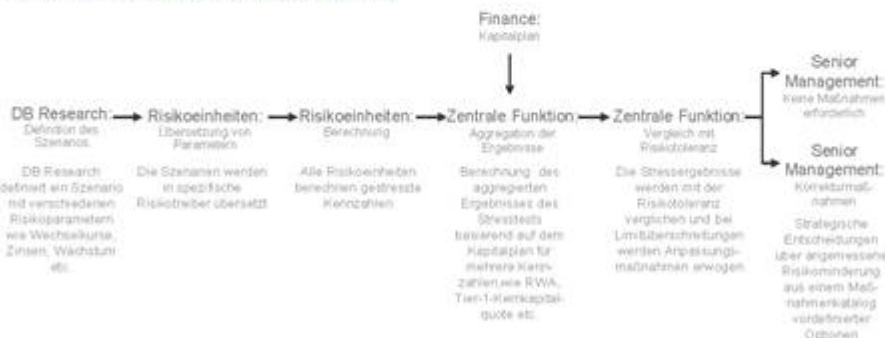 Finance:
Kapitalplan
DB Research:
Definition des
Szenarios
DB Research
definiert ein Szenario
mit verschiedenen
Risikoparametern
wie Wechselkurse,
Zinsen, Wachstum
etc.
Risikoeinheiten:
Übersetzung von
Parametern
Die Szenarien werden
in spezifische
Risikotreiber übersetzt
Risikoeinheiten:
Berechnung
Alle Risikoeinheiten
berechnen gestresste
Kennzahlen
Zentrale Funktion:
Aggregation der
Ergebnisse
Berechnung des
aggregierten
Ergebnisses des
Stresstests
basierend auf dem
Kapitalplan für
mehrere Kenn-
zahlen wie RWA,
Tier-1-Kernkapital-
quote etc.
Zentrale Funktion:
Vergleich mit
Risikotoleranz
Die Stressergebnisse
werden mit der
Risikotoleranz
verglichen und bei
Limitüberschreitungen
werden Anpassungs-
maßnahmen erwogen
Senior
Management:
Keine Maßnahmen
erforderlich
Senior
Management:
Korrekturmaß-
nahmen
Strategische
Entscheidungen
über angemessene
Risikominderung
aus einem Maß-
nahmenkatalog
vordefinierter
Optionen